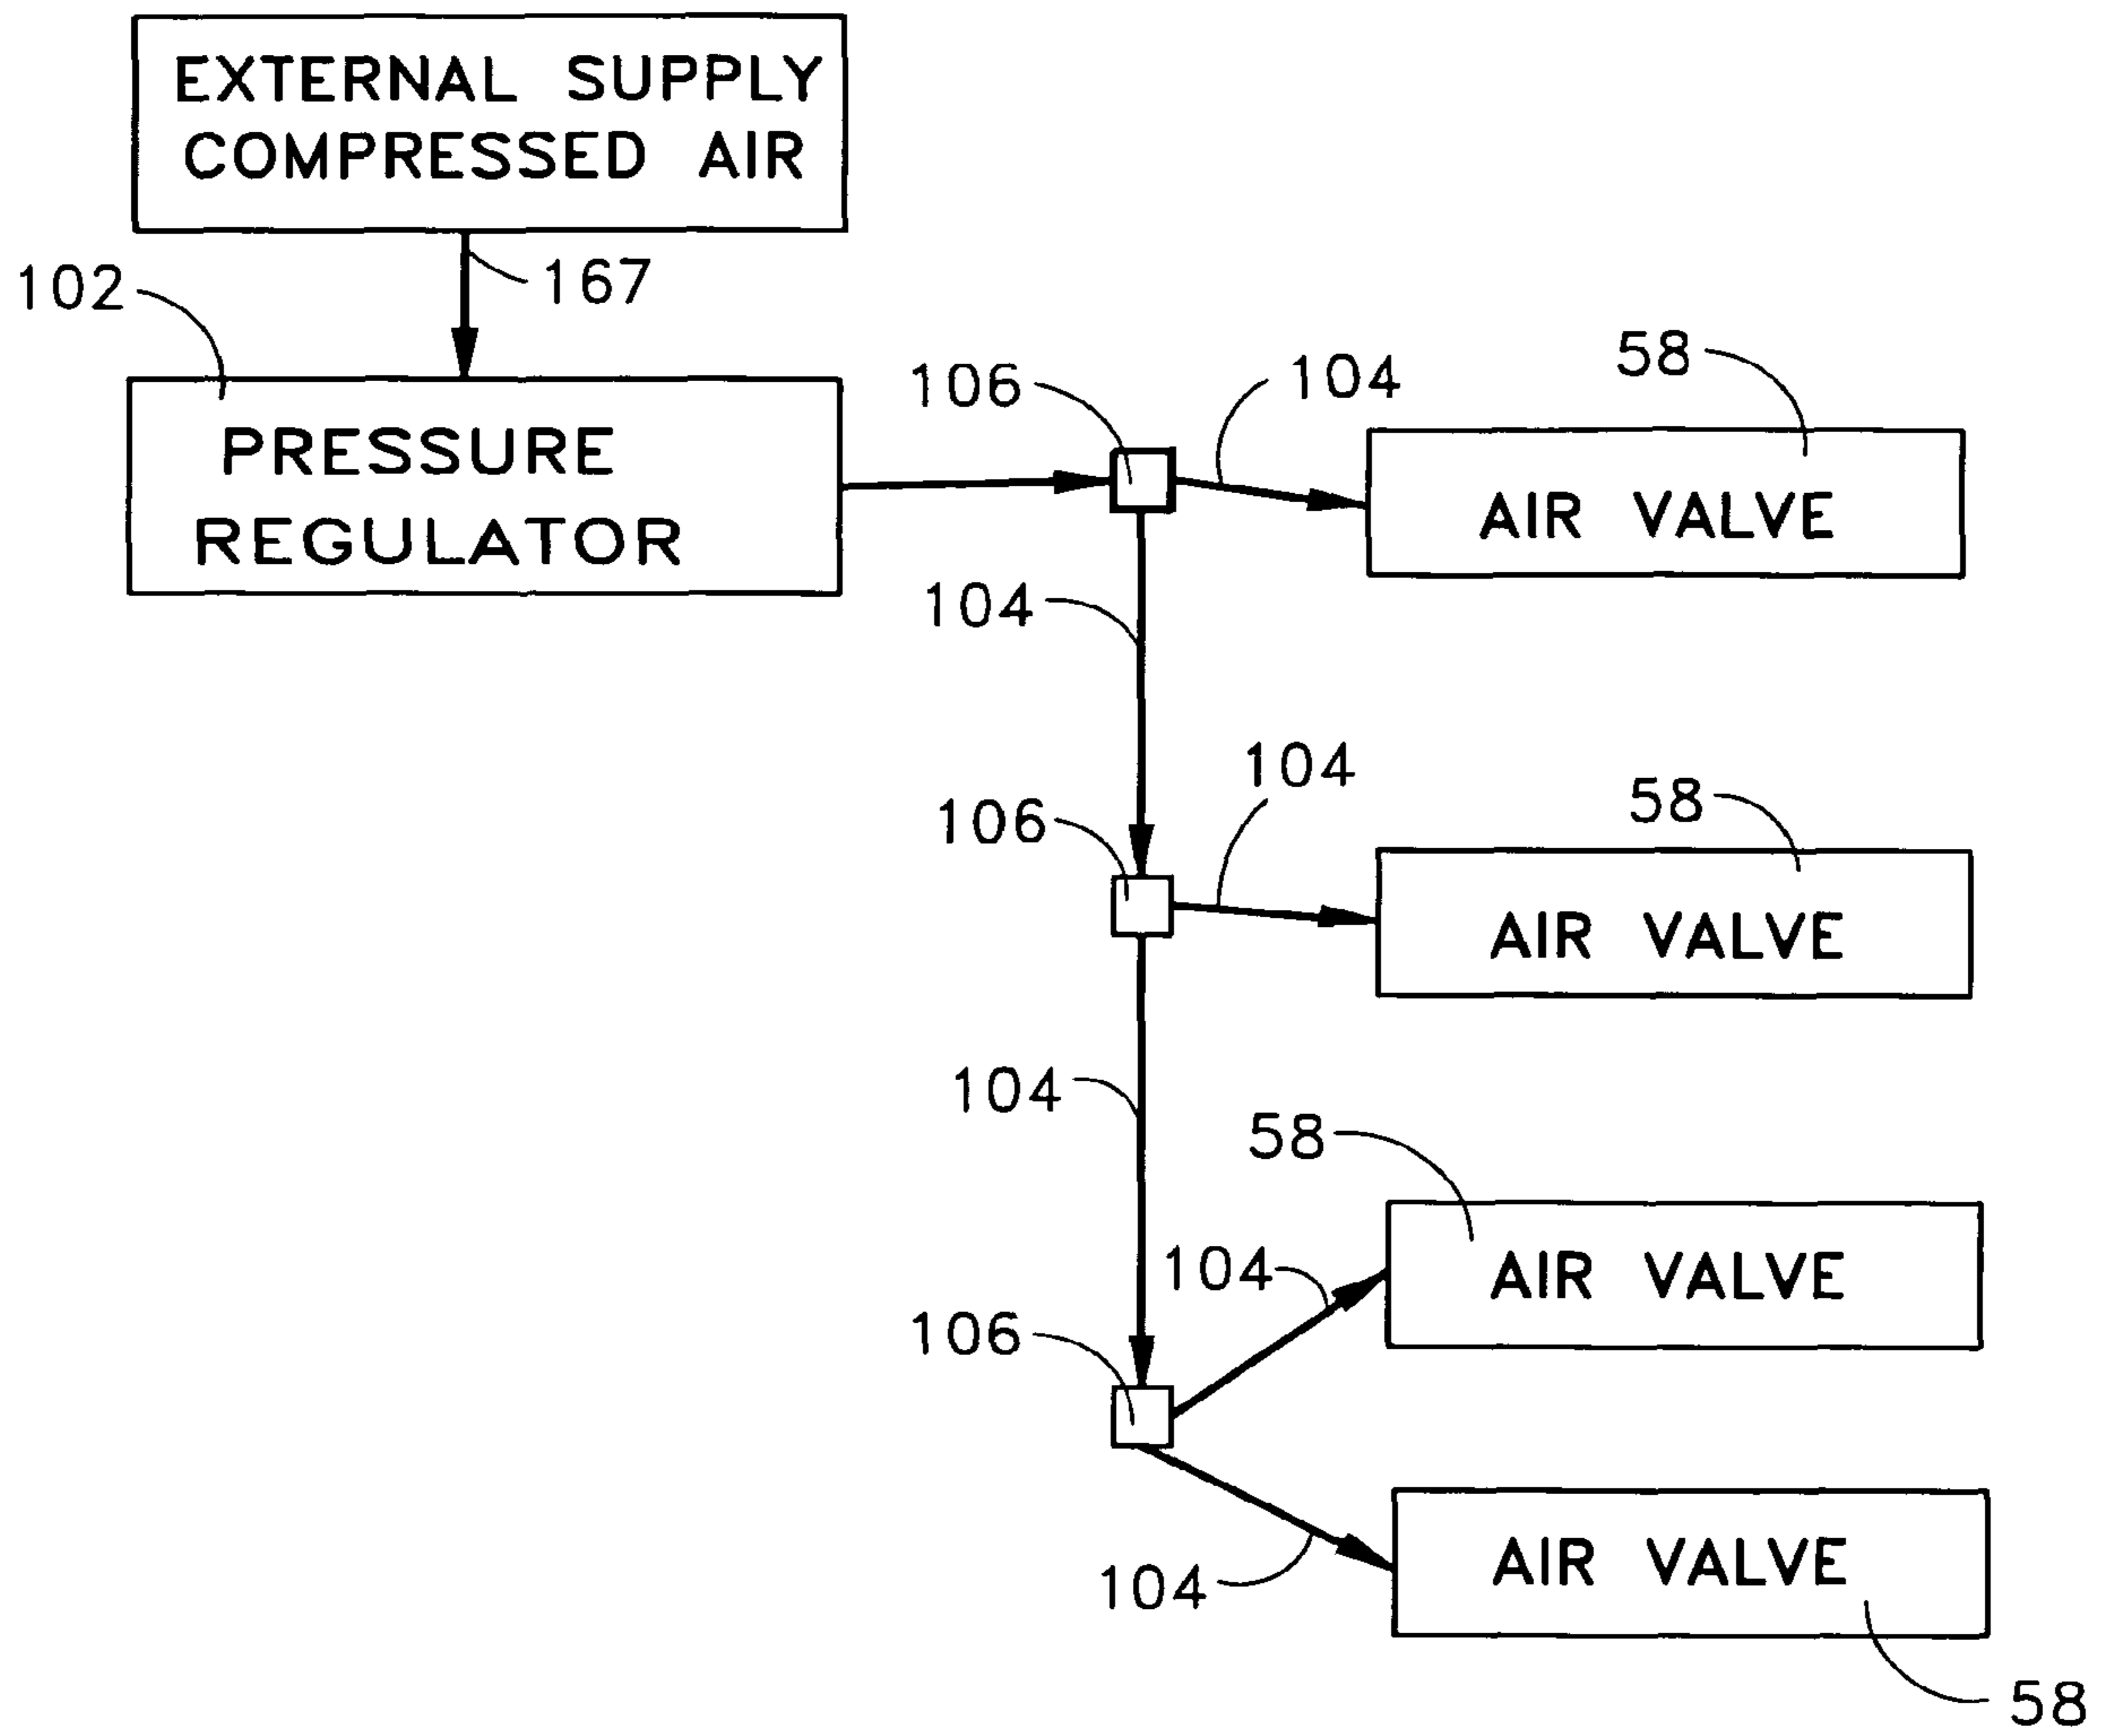 EXTERNAL SUPPLY
COMPRESSED AIR
102
167
PRESSURE
REGULATOR
106
104
58
AIR VALVE
104
106
104
58
AIR VALVE
104
58
104
AIR VALVE
106
104
AIR VALVE
58